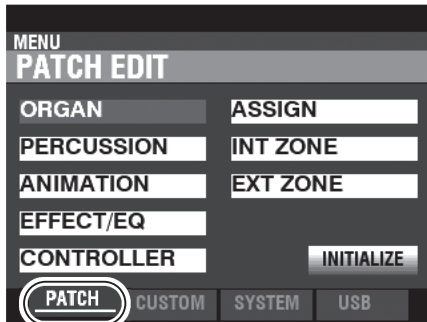 MENU
PATCH EDIT
ORGAN
ASSIGN
PERCUSSION
INT ZONE
ANIMATION
EXT ZONE
EFFECT/EQ
CONTROLLER
INITIALIZE
PATCH CUSTOM SYSTEM USB